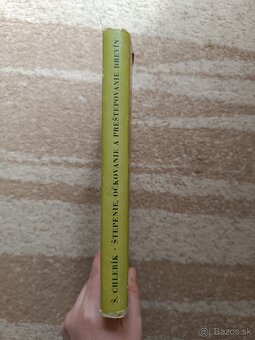 Š. CHLEBÍK - ŠTEPENIE, OČKOVANIE A PREŠTEPOVANIE DREVÍN
Bazos.sk